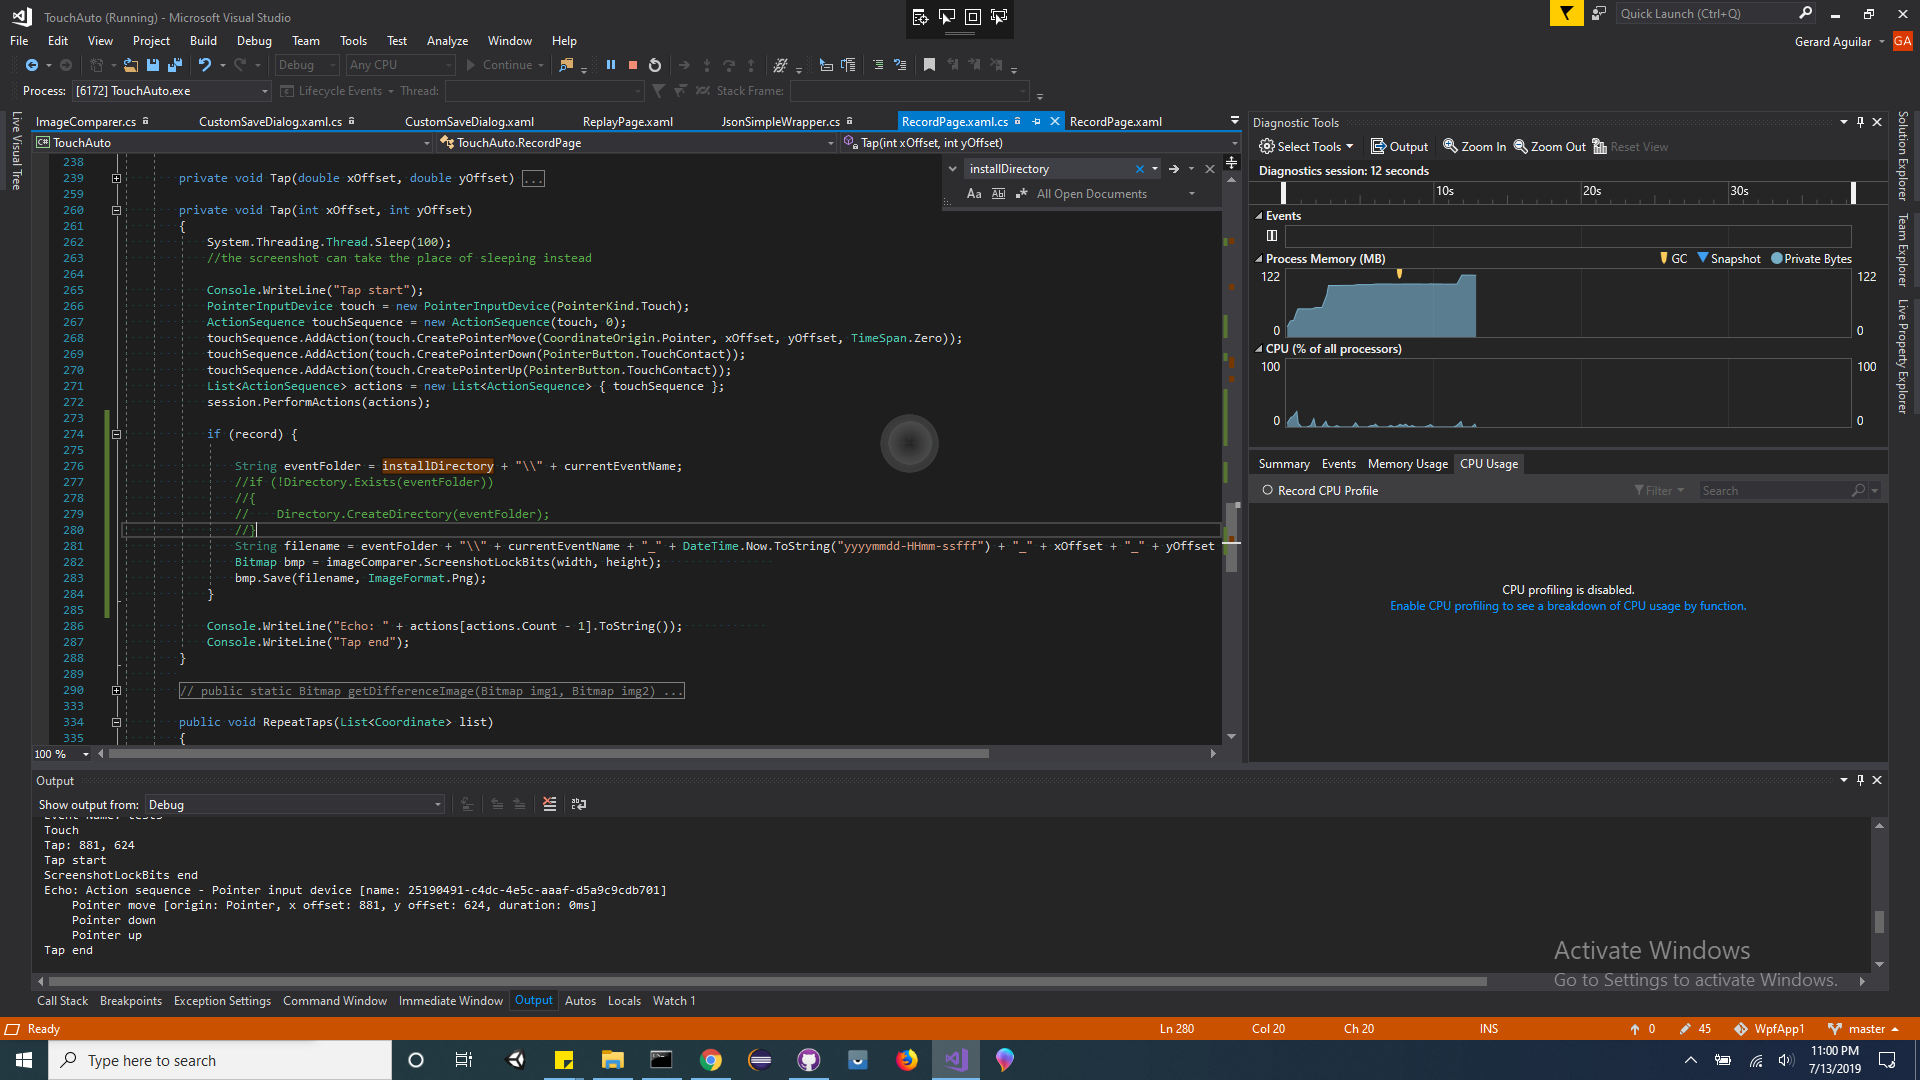 TouchAuto (Running) - Microsoft Visual Studio
Quick Launch (Ctrl+Q)
File Edit View Project Build Debug Team Tools Test Analyze Window Help
Gerard Aguilar GA
Debug Any CPU Continue
Process: [6172] TouchAuto.exe Lifecycle Events Thread: Stack Frame:
Live Visual Tree
ImageComparer.cs CustomSaveDialog.xaml.cs CustomSaveDialog.xaml ReplayPage.xaml JsonSimpleWrapper.cs RecordPage.xaml.cs RecordPage.xaml
TouchAuto TouchAuto.RecordPage Tap(int xOffset, int yOffset)
installDirectory
Aa Ab All Open Documents
238
239 private void Tap(double xOffset, double yOffset) ...
259
260 private void Tap(int xOffset, int yOffset)
261 {
262 System.Threading.Thread.Sleep(100);
263 //the screenshot can take the place of sleeping instead
264
265 Console.WriteLine("Tap start");
266 PointerInputDevice touch = new PointerInputDevice(PointerKind.Touch);
267 ActionSequence touchSequence = new ActionSequence(touch, 0);
268 touchSequence.AddAction(touch.CreatePointerMove(CoordinateOrigin.Pointer, xOffset, yOffset, TimeSpan.Zero));
269 touchSequence.AddAction(touch.CreatePointerDown(PointerButton.TouchContact));
270 touchSequence.AddAction(touch.CreatePointerUp(PointerButton.TouchContact));
271 List<ActionSequence> actions = new List<ActionSequence> { touchSequence };
272 session.PerformActions(actions);
273
274 if (record) {
275
276 String eventFolder = installDirectory + "\\" + currentEventName;
277 //if (!Directory.Exists(eventFolder))
278 //{
279 //    Directory.CreateDirectory(eventFolder);
280 //}
281 String filename = eventFolder + "\\" + currentEventName + "_" + DateTime.Now.ToString("yyyymmdd-HHmm-ssfff") + "_" + xOffset + "_" + yOffset
282 Bitmap bmp = imageComparer.ScreenshotLockBits(width, height);
283 bmp.Save(filename, ImageFormat.Png);
284 }
285
286 Console.WriteLine("Echo: " + actions[actions.Count - 1].ToString());
287 Console.WriteLine("Tap end");
288 }
289
290 // public static Bitmap getDifferenceImage(Bitmap img1, Bitmap img2) ...
333
334 public void RepeatTaps(List<Coordinate> list)
335 {
100 %
Diagnostic Tools
Select Tools Output Zoom In Zoom Out Reset View
Diagnostics session: 12 seconds
10s 20s 30s
Events
Process Memory (MB) GC Snapshot Private Bytes
122 122
0 0
CPU (% of all processors)
100 100
0 0
Summary Events Memory Usage CPU Usage
Record CPU Profile Filter Search
CPU profiling is disabled.
Enable CPU profiling to see a breakdown of CPU usage by function.
Solution Explorer
Team Explorer
Live Property Explorer
Output
Show output from: Debug
Touch
Tap: 881, 624
Tap start
ScreenshotLockBits end
Echo: Action sequence - Pointer input device [name: 25190491-c4dc-4e5c-aaaf-d5a9c9cdb701]
Pointer move [origin: Pointer, x offset: 881, y offset: 624, duration: 0ms]
Pointer down
Pointer up
Tap end
Activate Windows
Go to Settings to activate Windows.
Call Stack Breakpoints Exception Settings Command Window Immediate Window Output Autos Locals Watch 1
Ready Ln 280 Col 20 Ch 20 INS 0 45 WpfApp1 master
Type here to search
11:00 PM
7/13/2019